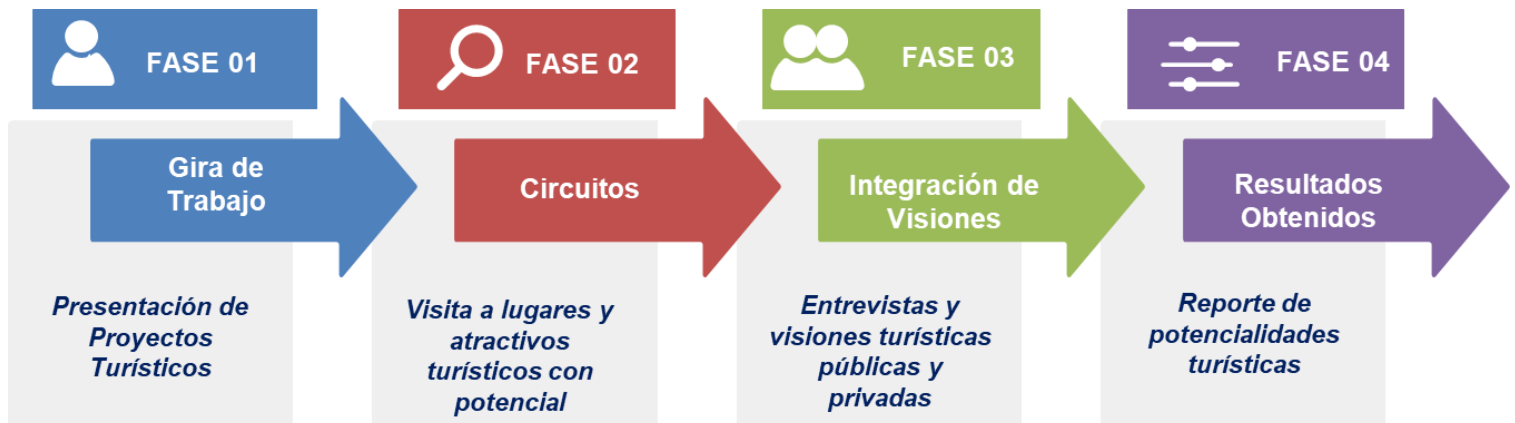 FASE 01
Gira de
Trabajo
Presentación de
Proyectos
Turísticos
FASE 02
Circuitos
Visita a lugares y
atractivos
turísticos con
potencial
FASE 03
Integración de
Visiones
Entrevistas y
visiones turísticas
públicas y
privadas
FASE 04
Resultados
Obtenidos
Reporte de
potencialidades
turísticas